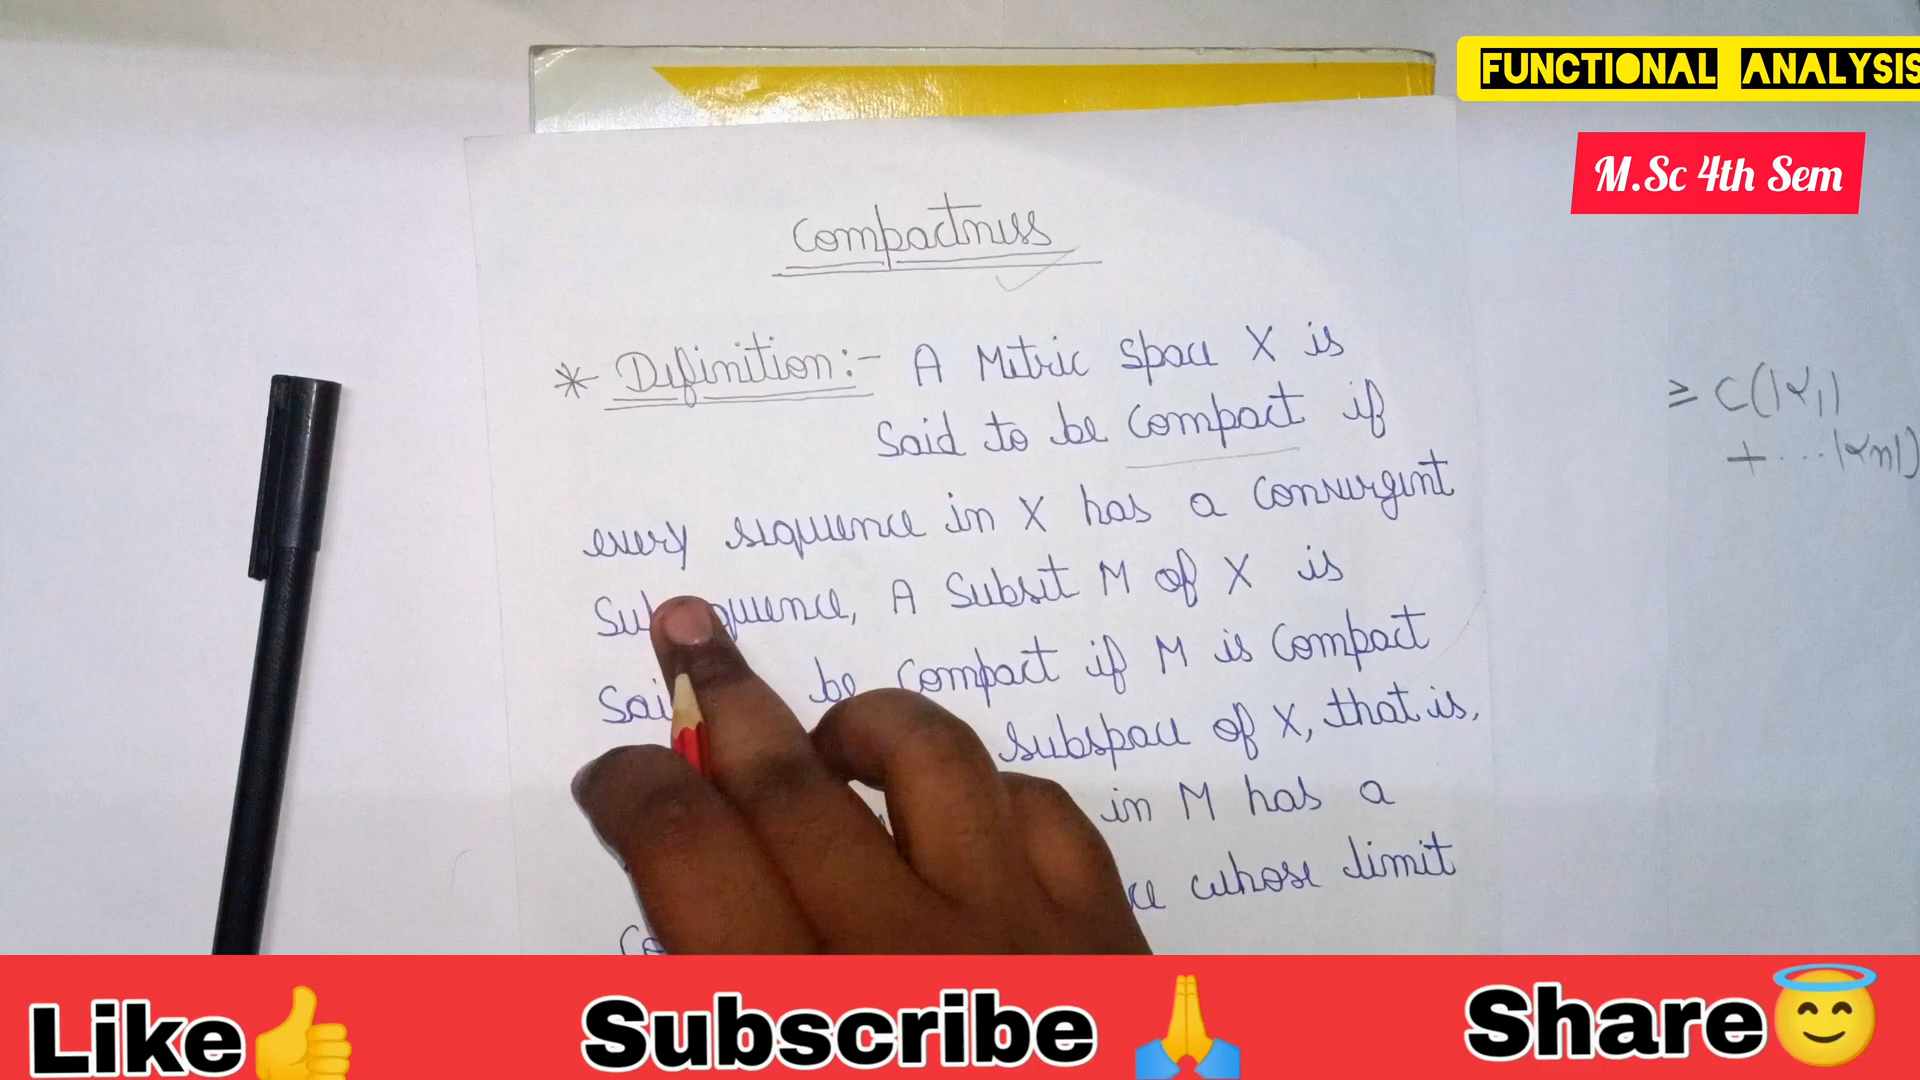 FUNCTIONAL ANALYSIS
M.Sc 4th Sem
Compactness
* Definition:- A Metric space X is
Said to be Compact if
every sequence in X has a Convergent
quence, A Subset M of X is
be Compact if M is Compact
subspace of X, that is,
in M has a
whose limit
≥ C(|α1|
+ ... |αn|)
Like👍
Subscribe 🙏
Share😇